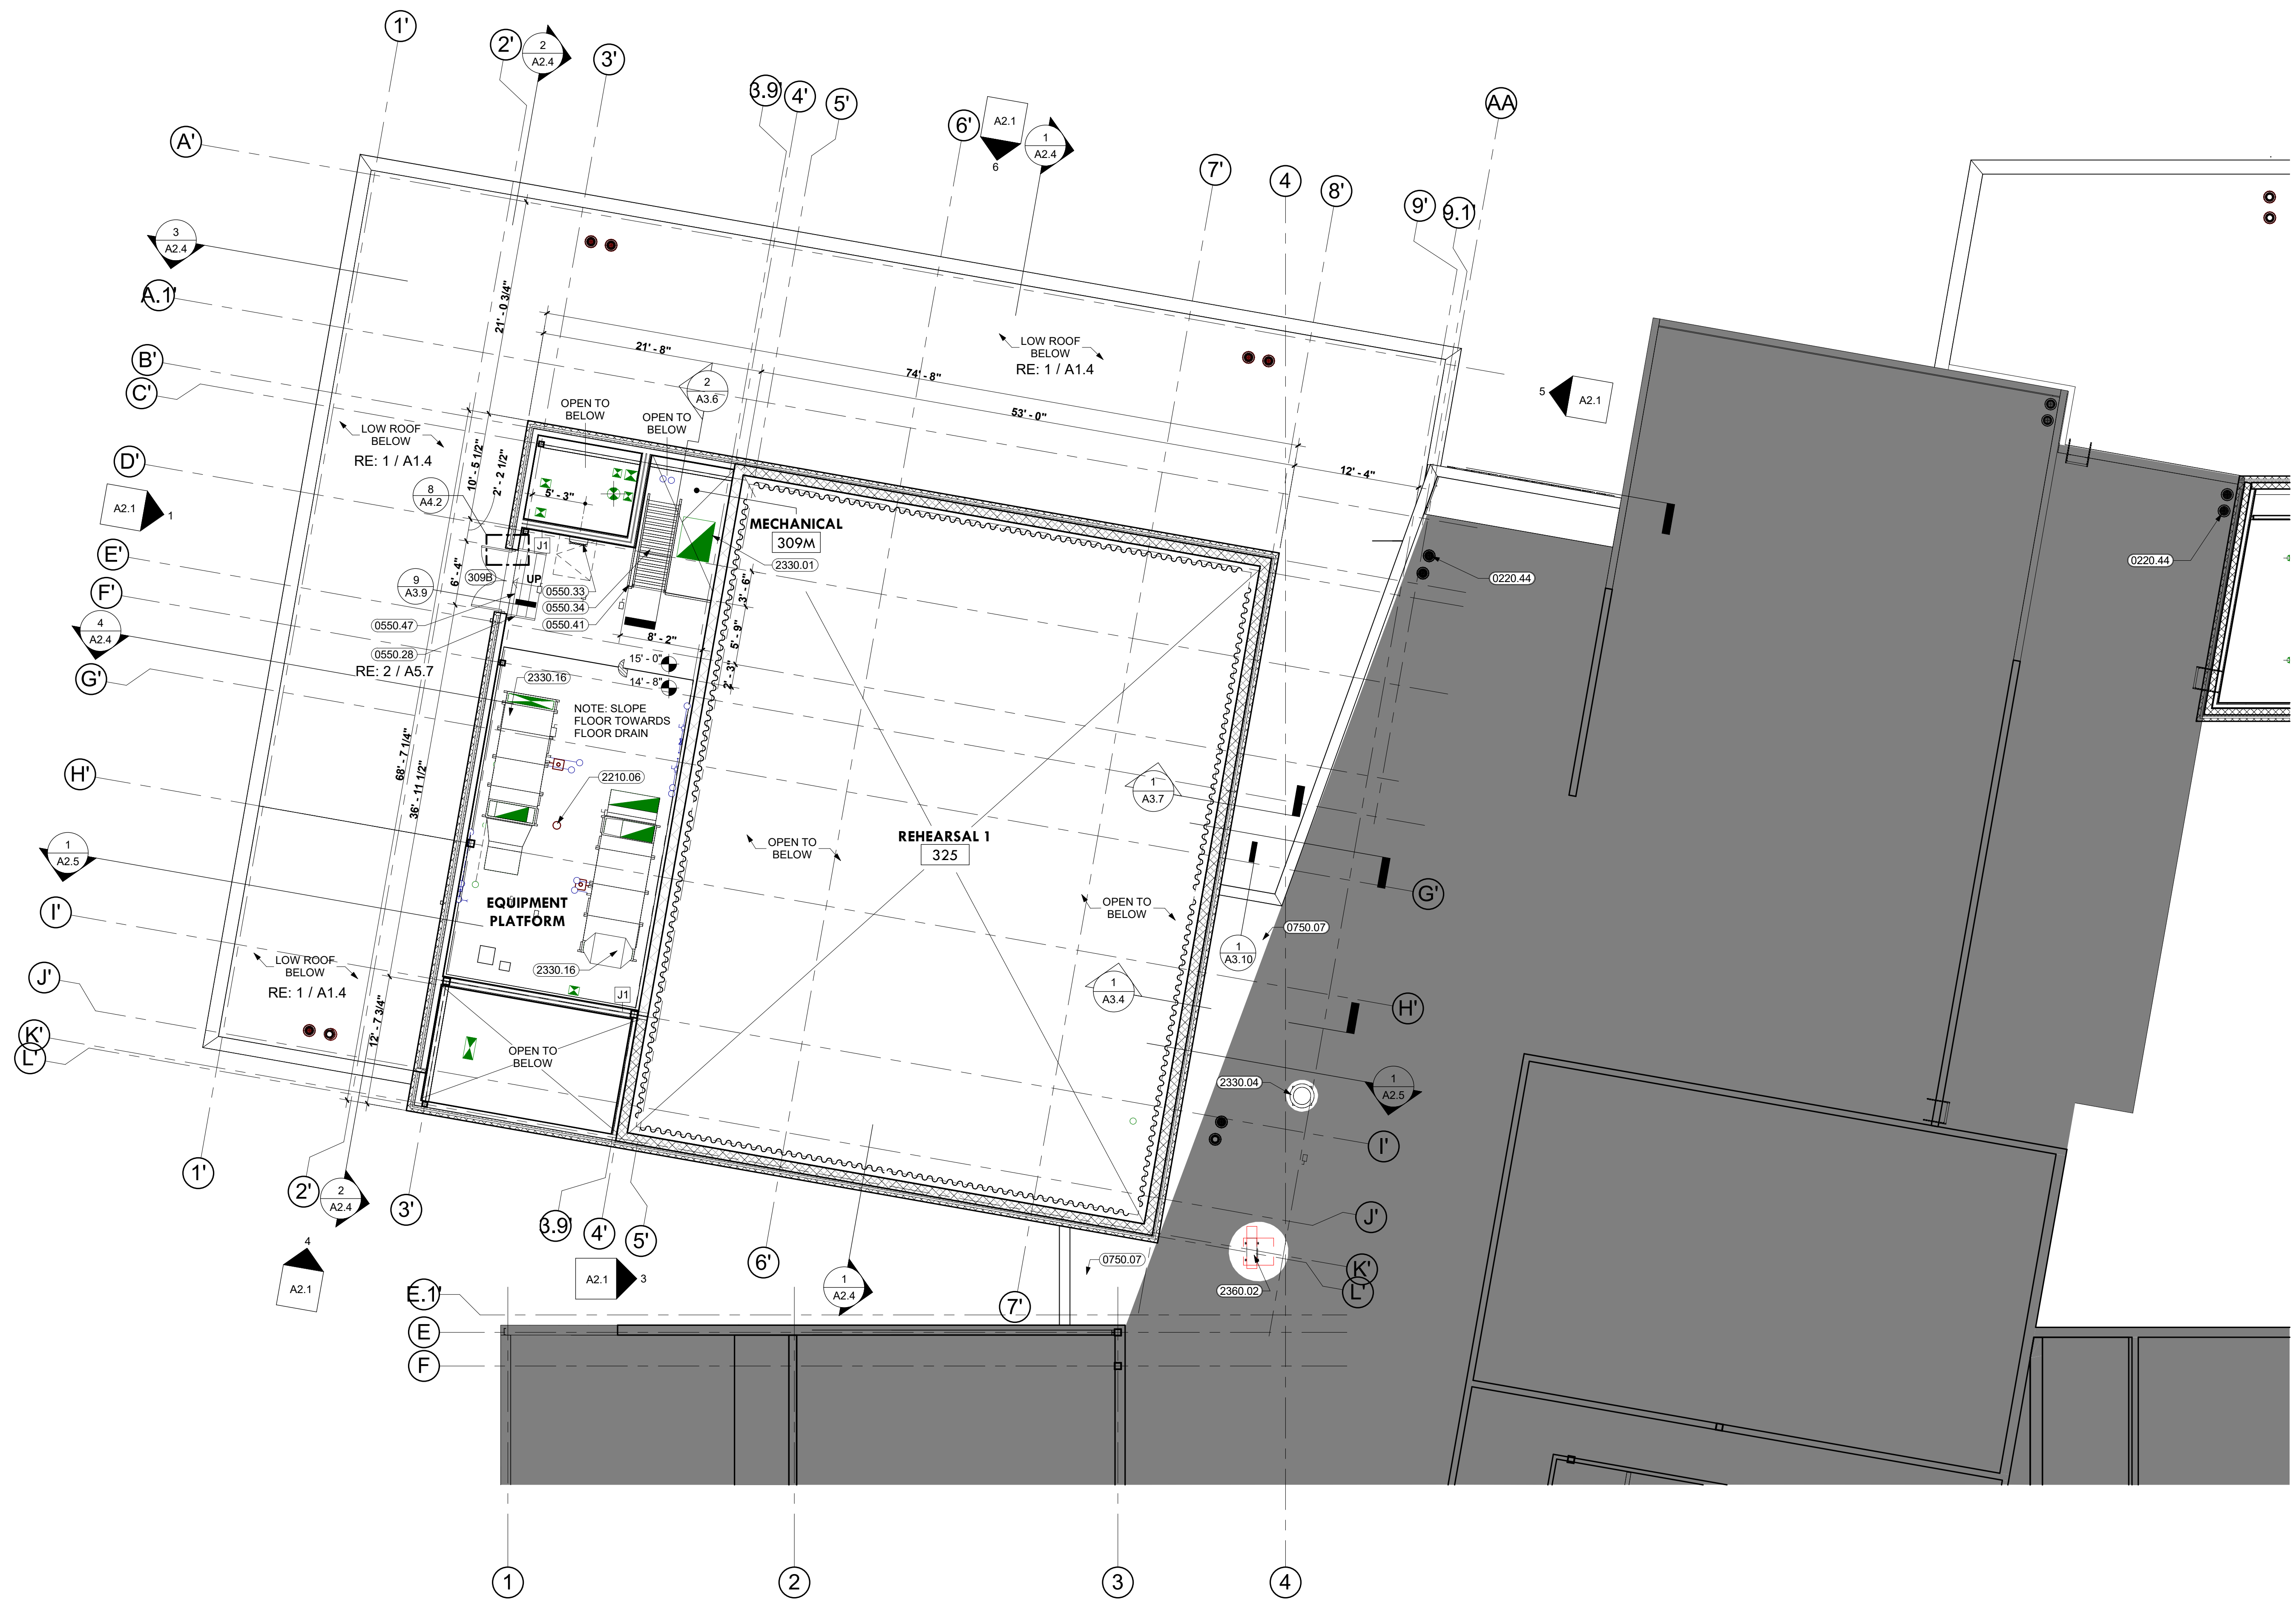 1'
2'
2
A2.4
3'
3.9'
4'
5'
6'
A2.1
6
1
A2.4
AA
7'
4
8'
9'
9.1'
A'
3
A2.4
A.1'
B'
C'
D'
A2.1
1
E'
F'
4
A2.4
G'
H'
1
A2.5
I'
J'
K'
L'
21' - 0 3/4"
21' - 8"
74' - 8"
53' - 0"
12' - 4"
LOW ROOF
BELOW
RE: 1 / A1.4
5
A2.1
2
A3.6
OPEN TO
BELOW
OPEN TO
BELOW
LOW ROOF
BELOW
RE: 1 / A1.4
10' - 5 1/2"
2' - 2 1/2"
5' - 3"
8
A4.2
MECHANICAL
309M
2330.01
J1
309B
UP
9
A3.9
6' - 4"
0550.33
0550.34
0550.41
0550.47
0550.28
RE: 2 / A5.7
3' - 6"
5' - 9"
2' - 3"
8' - 2"
15' - 0"
14' - 8"
2330.16
NOTE: SLOPE
FLOOR TOWARDS
FLOOR DRAIN
68' - 7 1/4"
36' - 11 1/2"
2210.06
OPEN TO
BELOW
REHEARSAL 1
325
1
A3.7
0220.44
0220.44
OPEN TO
BELOW
G'
EQUIPMENT
PLATFORM
0750.07
1
A3.10
2330.16
J1
LOW ROOF
BELOW
RE: 1 / A1.4
12' - 7 3/4"
1
A3.4
H'
OPEN TO
BELOW
2330.04
1
A2.5
I'
1'
2'
2
A2.4
3'
3.9'
4'
5'
6'
J'
4
A2.1
A2.1
3
1
A2.4
0750.07
2360.02
K'
L'
7'
E.1'
E
F
1
2
3
4